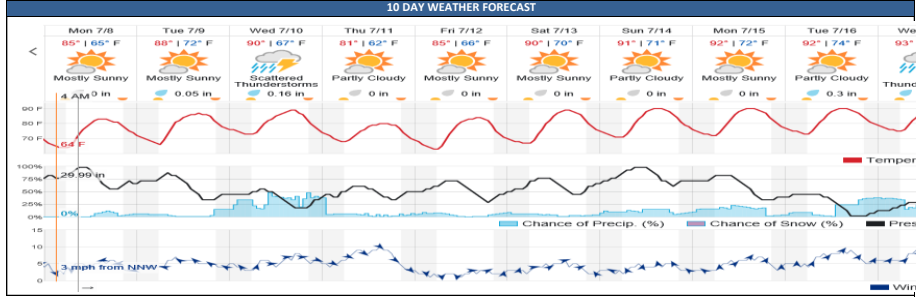 10 DAY WEATHER FORECAST
Mon 7/8 Tue 7/9 Wed 7/10 Thu 7/11 Fri 7/12 Sat 7/13 Sun 7/14 Mon 7/15 Tue 7/16 We
85° | 65° F 88° | 72° F 90° | 67° F 81° | 62° F 85° | 66° F 90° | 70° F 91° | 71° F 92° | 72° F 92° | 74° F 93°
<
Mostly Sunny Mostly Sunny Scattered Thunderstorms Partly Cloudy Mostly Sunny Mostly Sunny Partly Cloudy Mostly Sunny Partly Cloudy Thund
4 AM 0 in 0.05 in 0.16 in 0 in 0 in 0 in 0 in 0 in 0.3 in
90 F
70 F
64 F
Temper
100%
29.99 in
75%
50%
25%
0% 0%
Chance of Precip. (%) Chance of Snow (%) Pres
15
10
5
3 mph from NNW
0
→
Win